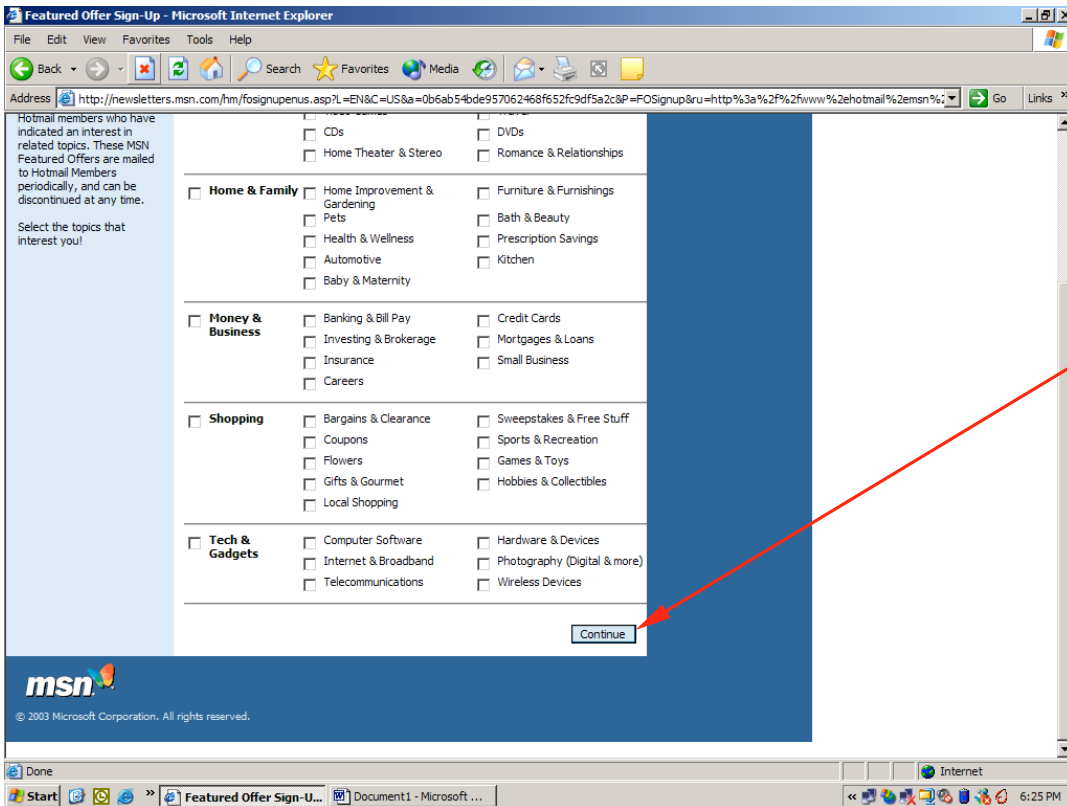 Featured Offer Sign-Up - Microsoft Internet Explorer
File Edit View Favorites Tools Help
Back Search Favorites Media
Address http://newsletters.msn.com/hm/fosignupenus.asp?L=EN&C=US&a=0b6ab54bde957062468f652fc9df5a2c&P=FOSignup&ru=http%3a%2f%2fwww%2ehotmail%2emsn%2 Go Links »
Hotmail members who have
indicated an interest in
related topics. These MSN
Featured Offers are mailed
to Hotmail Members
periodically, and can be
discontinued at any time.
Select the topics that
interest you!
CDs DVDs
Home Theater & Stereo Romance & Relationships
Home & Family Home Improvement & Furniture & Furnishings
Gardening
Pets Bath & Beauty
Health & Wellness Prescription Savings
Automotive Kitchen
Baby & Maternity
Money & Banking & Bill Pay Credit Cards
Business
Investing & Brokerage Mortgages & Loans
Insurance Small Business
Careers
Shopping Bargains & Clearance Sweepstakes & Free Stuff
Coupons Sports & Recreation
Flowers Games & Toys
Gifts & Gourmet Hobbies & Collectibles
Local Shopping
Tech & Computer Software Hardware & Devices
Gadgets
Internet & Broadband Photography (Digital & more)
Telecommunications Wireless Devices
Continue
msn
© 2003 Microsoft Corporation. All rights reserved.
Done Internet
Start » Featured Offer Sign-U... Document1 - Microsoft ... « 6:25 PM